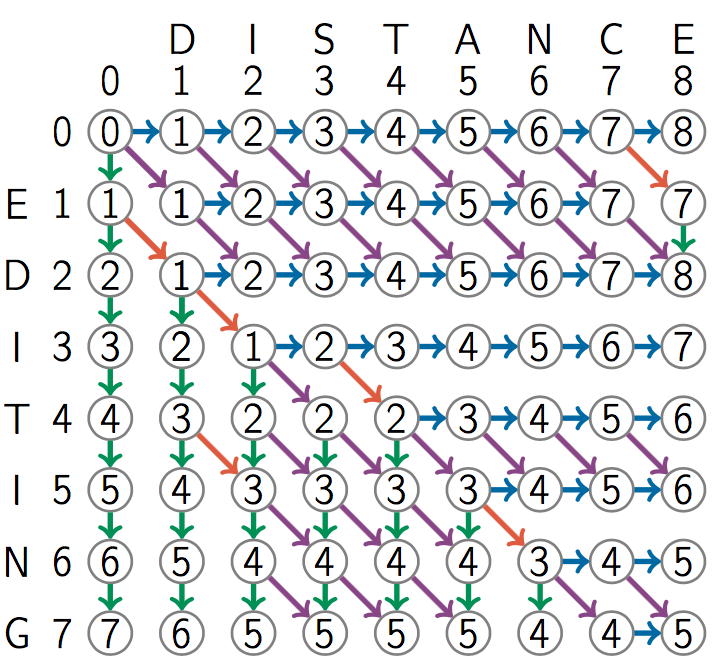 D I S T A N C E
0 1 2 3 4 5 6 7 8
0 0 1 2 3 4 5 6 7 8
E 1 1 1 2 3 4 5 6 7 7
D 2 2 1 2 3 4 5 6 7 8
I 3 3 2 1 2 3 4 5 6 7
T 4 4 3 2 2 2 3 4 5 6
I 5 5 4 3 3 3 3 4 5 6
N 6 6 5 4 4 4 4 3 4 5
G 7 7 6 5 5 5 5 4 4 5